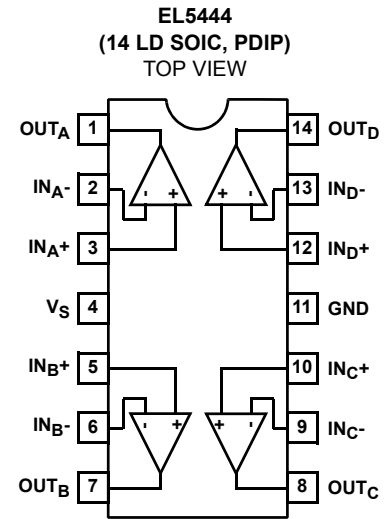 EL5444
(14 LD SOIC, PDIP)
TOP VIEW
OUTA 1 14 OUTD
INA- 2 13 IND-
- + + -
INA+ 3 12 IND+
VS 4 11 GND
INB+ 5 10 INC+
INB- 6 9 INC-
- + + -
OUTB 7 8 OUTC